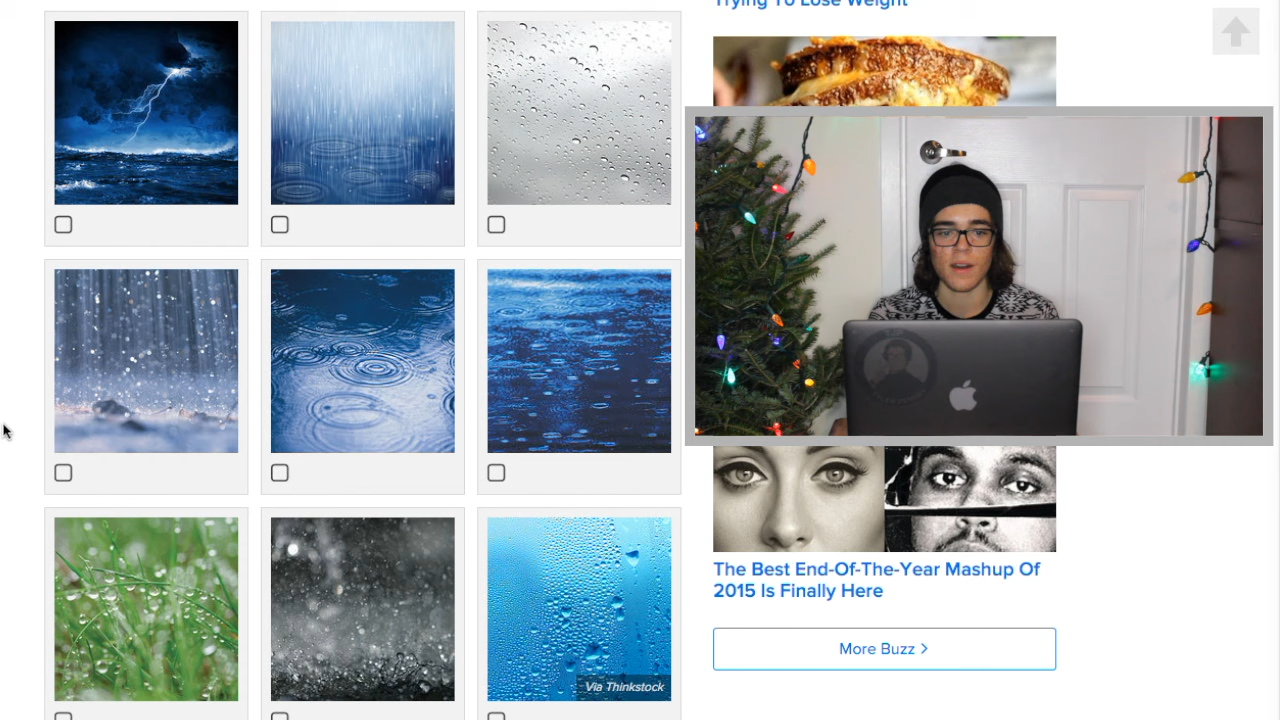 Trying To Lose Weight
Via Thinkstock
The Best End-Of-The-Year Mashup Of
2015 Is Finally Here
More Buzz >